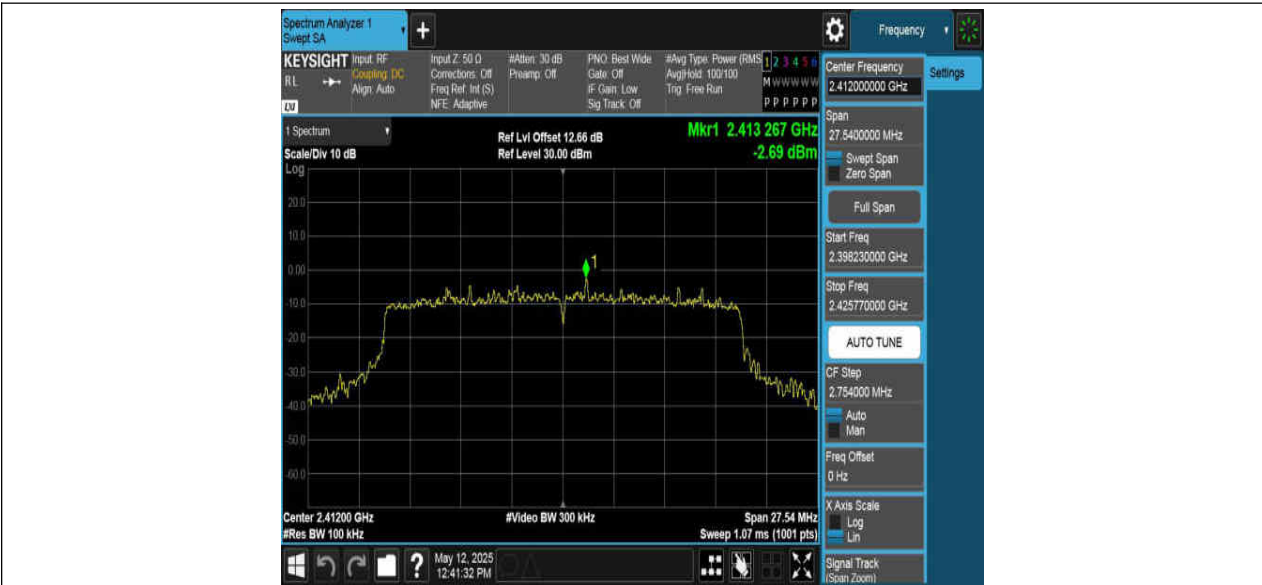 Spectrum Analyzer 1
Swept SA
+
Frequency
KEYSIGHT
RL
LXI
Input: RF
Coupling: DC
Align: Auto
Input Z: 50 Ω
Corrections: Off
Freq Ref: Int (S)
NFE: Adaptive
#Atten: 30 dB
Preamp: Off
PNO: Best Wide
Gate: Off
IF Gain: Low
Sig Track: Off
#Avg Type: Power (RMS
Avg|Hold: 100/100
Trig: Free Run
1 2 3 4 5 6
M W W W W W
P P P P P P
1 Spectrum
Scale/Div 10 dB
Ref Lvl Offset 12.66 dB
Ref Level 30.00 dBm
Mkr1 2.413 267 GHz
-2.69 dBm
Log
20.0
10.0
0.00
-10.0
-20.0
-30.0
-40.0
-50.0
-60.0
1
Center 2.41200 GHz
#Res BW 100 kHz
#Video BW 300 kHz
Span 27.54 MHz
Sweep 1.07 ms (1001 pts)
Center Frequency
2.412000000 GHz
Settings
Span
27.5400000 MHz
Swept Span
Zero Span
Full Span
Start Freq
2.398230000 GHz
Stop Freq
2.425770000 GHz
AUTO TUNE
CF Step
2.754000 MHz
Auto
Man
Freq Offset
0 Hz
X Axis Scale
Log
Lin
Signal Track
(Span Zoom)
?
May 12, 2025
12:41:32 PM